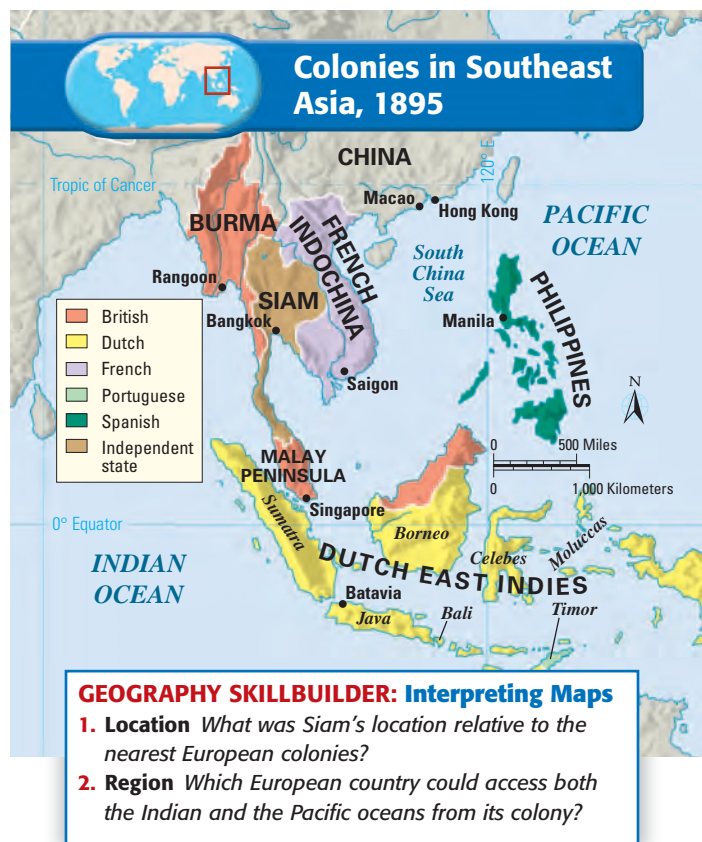 Colonies in Southeast
Asia, 1895
CHINA
120° E
Tropic of Cancer
Macao
Hong Kong
PACIFIC
OCEAN
BURMA
FRENCH
INDOCHINA
South
China
Sea
Rangoon
SIAM
Bangkok
Manila
PHILIPPINES
Saigon
British
Dutch
French
Portuguese
Spanish
Independent
state
N
0 500 Miles
0 1,000 Kilometers
MALAY
PENINSULA
Singapore
Sumatra
0° Equator
Borneo
Celebes
Moluccas
INDIAN
OCEAN
DUTCH EAST INDIES
Batavia
Java
Bali
Timor
GEOGRAPHY SKILLBUILDER: Interpreting Maps
1. Location What was Siam's location relative to the
nearest European colonies?
2. Region Which European country could access both
the Indian and the Pacific oceans from its colony?